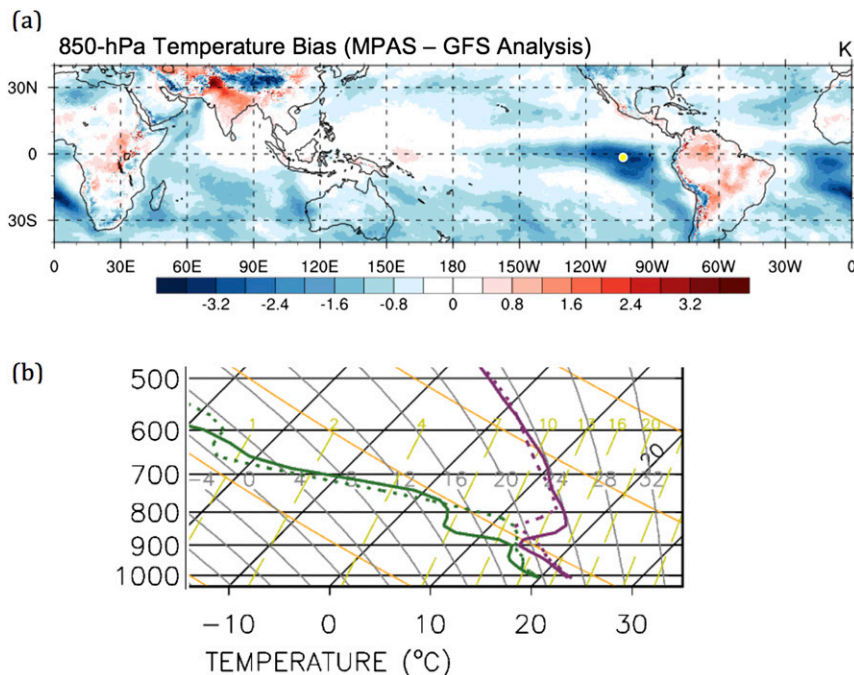 (a)
850-hPa Temperature Bias (MPAS – GFS Analysis) K
30N
0
30S
0 30E 60E 90E 120E 150E 180 150W 120W 90W 60W 30W 0
-3.2 -2.4 -1.6 -0.8 0 0.8 1.6 2.4 3.2
(b)
500
600
1 2 4 7 10 13 16 20
20
700
-4 0 4 8 12 16 20 24 28 32
800
900
1000
-10 0 10 20 30
TEMPERATURE (°C)